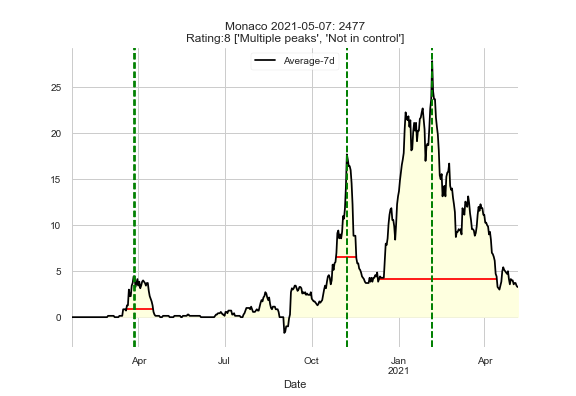 Monaco 2021-05-07: 2477
Rating:8 ['Multiple peaks', 'Not in control']
Average-7d
25
20
15
10
5
0
Apr
Jul
Oct
Jan
2021
Apr
Date